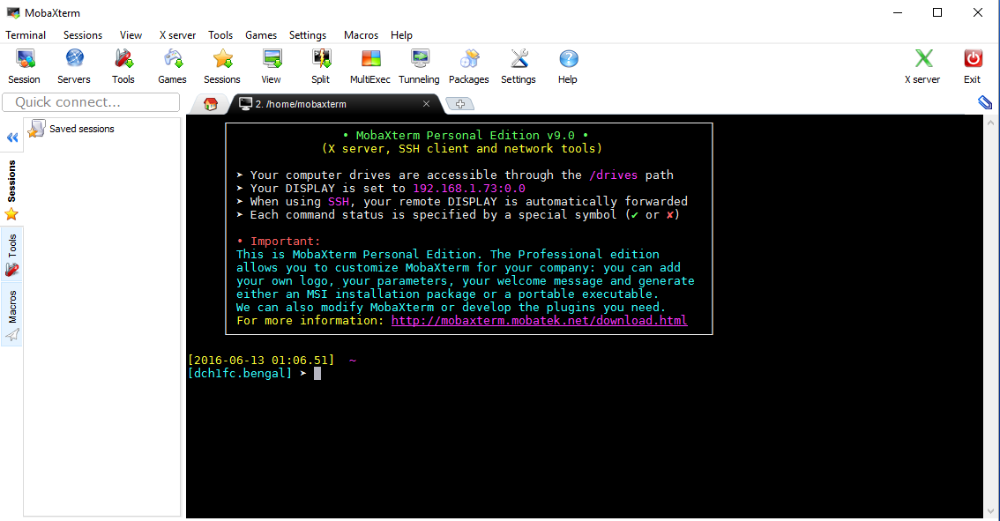 MobaXterm
Terminal Sessions View X server Tools Games Settings Macros Help
Session Servers Tools Games Sessions View Split MultiExec Tunneling Packages Settings Help X server Exit
Quick connect...
2. /home/mobaxterm
Saved sessions
Sessions
Tools
Macros
• MobaXterm Personal Edition v9.0 •
(X server, SSH client and network tools)
➤ Your computer drives are accessible through the /drives path
➤ Your DISPLAY is set to 192.168.1.73:0.0
➤ When using SSH, your remote DISPLAY is automatically forwarded
➤ Each command status is specified by a special symbol (✔ or ✘)
• Important:
This is MobaXterm Personal Edition. The Professional edition
allows you to customize MobaXterm for your company: you can add
your own logo, your parameters, your welcome message and generate
either an MSI installation package or a portable executable.
We can also modify MobaXterm or develop the plugins you need.
For more information: http://mobaxterm.mobatek.net/download.html
[2016-06-13 01:06.51] ~
[dch1fc.bengal] ➤